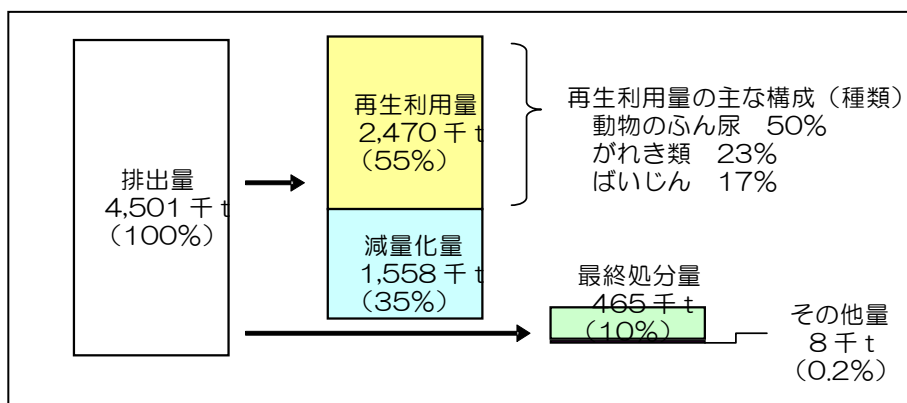 排出量
4,501 千 t
(100%)
再生利用量
2,470 千 t
(55%)
減量化量
1,558 千 t
(35%)
再生利用量の主な構成(種類)
動物のふん尿 50%
がれき類 23%
ばいじん 17%
最終処分量
465 千 t
(10%)
その他量
8 千 t
(0.2%)